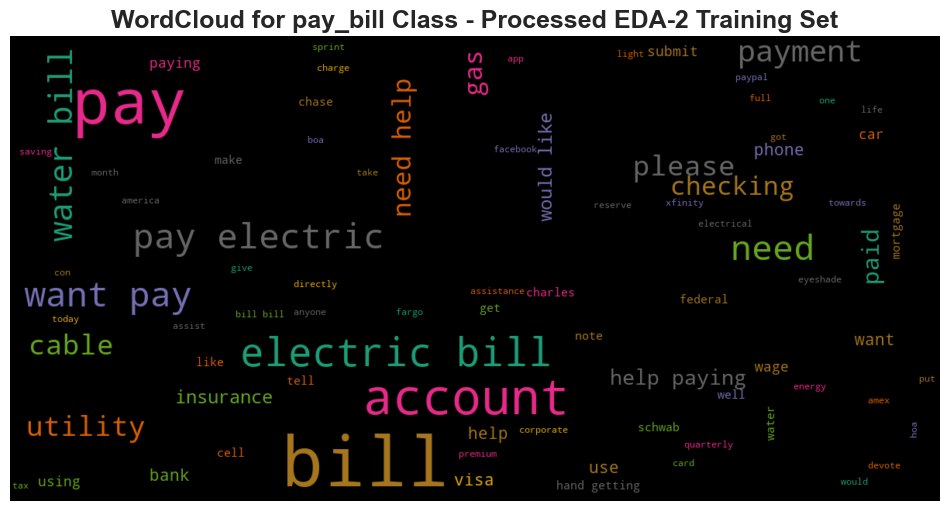 WordCloud for pay_bill Class - Processed EDA-2 Training Set
sprint
paying
charge
water bill
pay
chase
boa
saving
month
make
america
take
need help
gas
app
would like
facebook
light
submit
payment
paypal
full
one
life
got
car
phone
please
checking
reserve
xfinity
towards
electrical
need
paid
mortgage
eyeshade
pay electric
con
give
want pay
directly
today
bill bill
anyone
fargo
assistance
charles
get
federal
assist
cable
like
electric bill
note
want
tell
help paying
wage
well
energy
put
insurance
account
amex
utility
help
corporate
schwab
water
quarterly
hoa
cell
bill
premium
card
devote
tax
using
bank
visa
use
hand getting
would